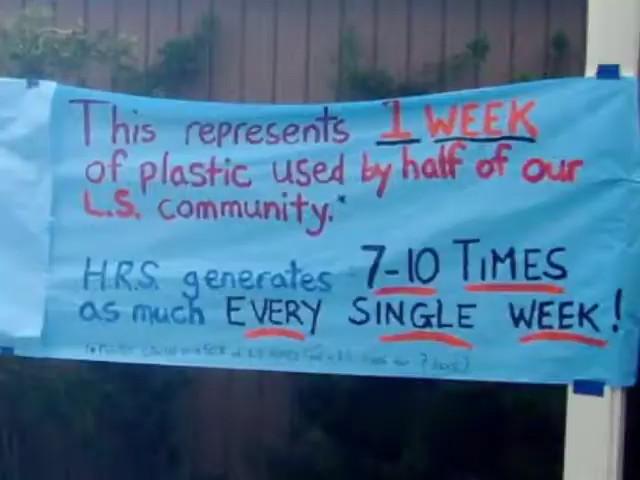 This represents 1 WEEK
of plastic used by half of our
L.S. community.*
H.R.S. generates 7-10 TIMES
as much EVERY SINGLE WEEK!